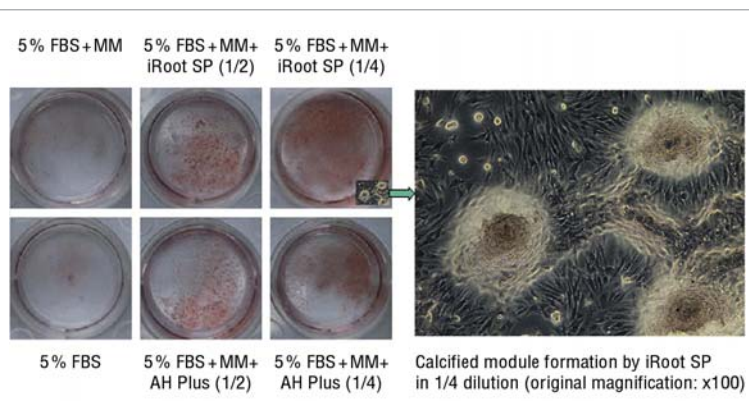 5% FBS+MM
5% FBS+MM+
iRoot SP (1/2)
5% FBS+MM+
iRoot SP (1/4)
5% FBS
5% FBS+MM+
AH Plus (1/2)
5% FBS+MM+
AH Plus (1/4)
Calcified module formation by iRoot SP
in 1/4 dilution (original magnification: x100)